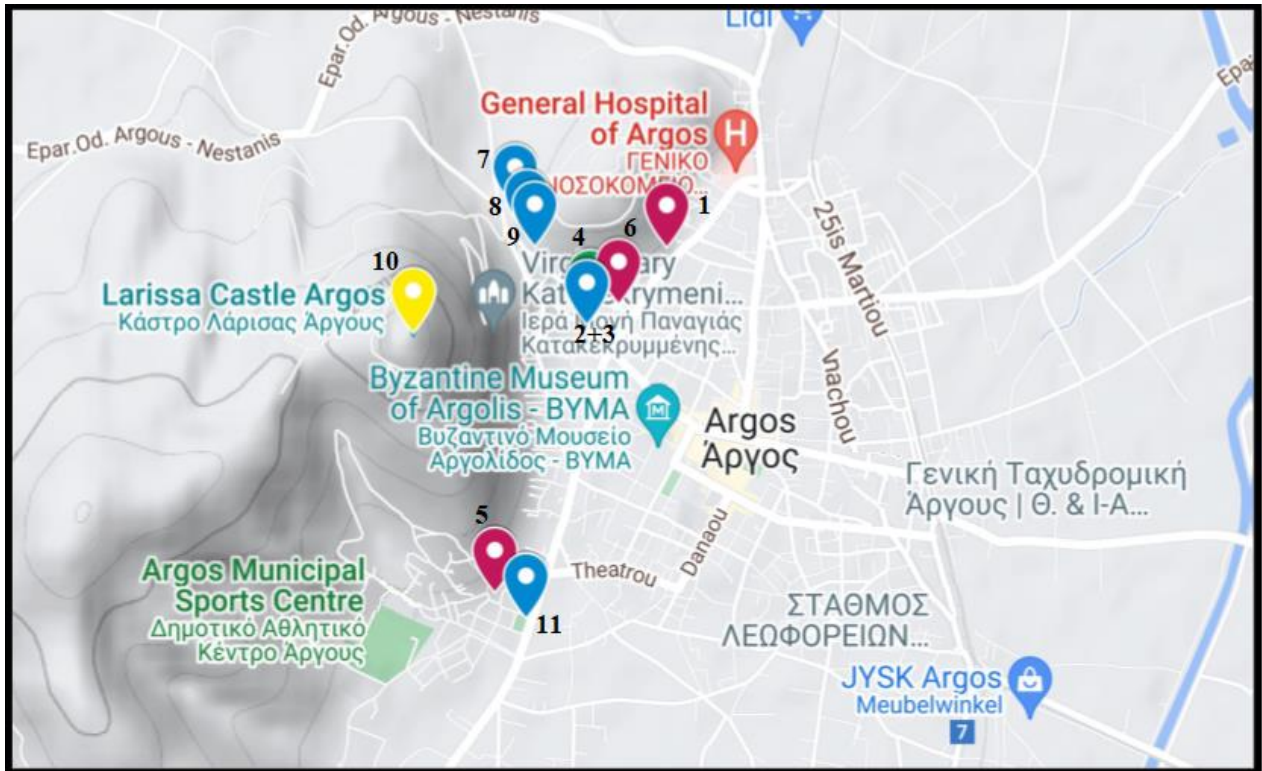 Epar.Od. Argous - Nestanis
Lidl
Epar.Od. Argous - Nestanis
General Hospital
of Argos
ΓΕΝΙΚΟ
ΝΟΣΟΚΟΜΕΙΟ...
7
8
9
1
6
4
25is Martiou
10
Larissa Castle Argos
Κάστρο Λάρισας Άργους
Ιερά Μονή Παναγιάς
Κατακεκρυμμένης...
2+3
Byzantine Museum
of Argolis - BYMA
Βυζαντινό Μουσείο
Αργολίδος - BYMA
Argos
Άργος
Γενική Ταχυδρομική
Άργους | Θ. & Ι-Α...
5
Theatrou
Danaou
11
Argos Municipal
Sports Centre
Δημοτικό Αθλητικό
Κέντρο Άργους
ΣΤΑΘΜΟΣ
ΛΕΩΦΟΡΕΙΩΝ...
JYSK Argos
Meubelwinkel
7